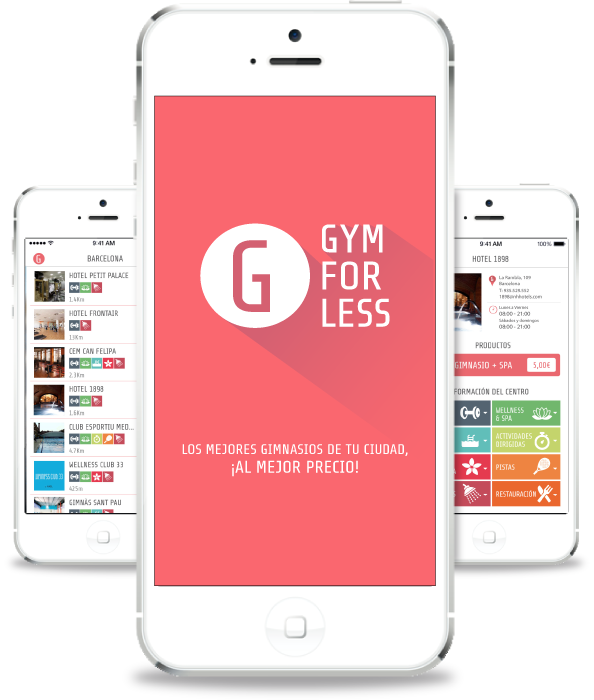 G
GYM
FOR
LESS
LOS MEJORES GIMNASIOS DE TU CIUDAD,
¡AL MEJOR PRECIO!
9:41 AM
G
BARCELONA
HOTEL PETIT PALACE
1.4Km
HOTEL FRONTAIR
13Km
CEM CAN FELIPA
2.3Km
HOTEL 1898
1.6Km
CLUB ESPORTIU MED...
4.7Km
WELLNESS CLUB 33
425m
GIMNÀS SANT PAU
9:41 AM
100%
HOTEL 1898
La Rambla, 109
Barcelona
T: 935.529.552
1898@nhhotels.com
Lunes a Viernes
08:00 - 21:00
Sábados y domingos
08:00 - 21:00
PRODUCTOS
GIMNASIO + SPA
5,00€
FORMACIÓN DEL CENTRO
WELLNESS
& SPA
ACTIVIDADES
DIRIGIDAS
PISTAS
RESTAURACIÓN